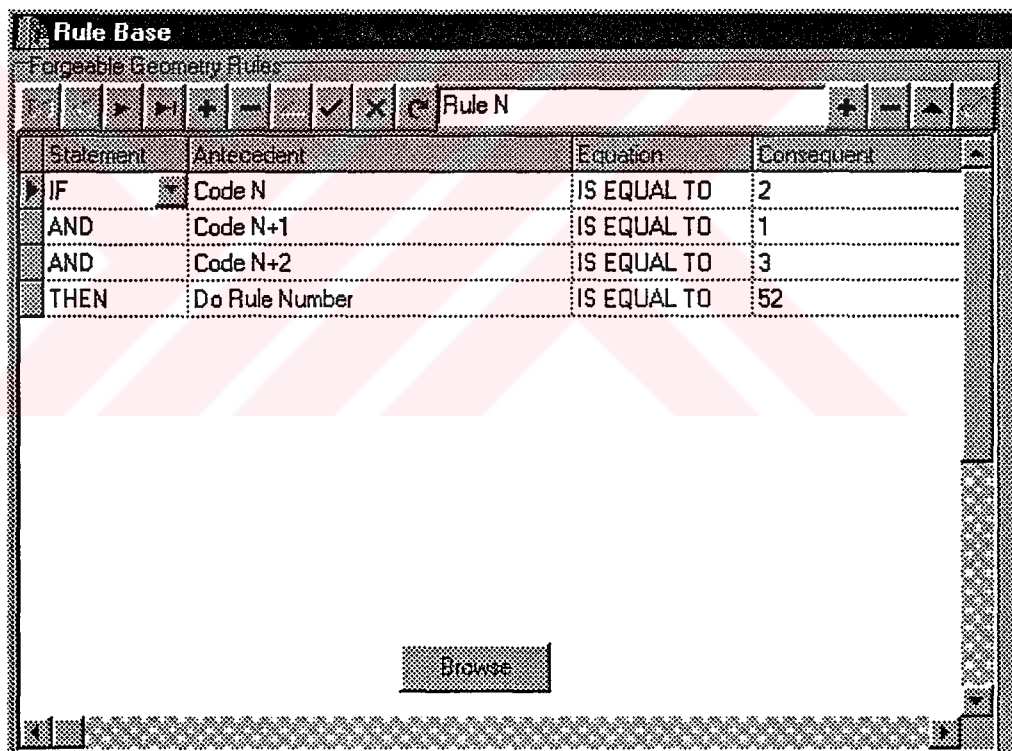 Rule Base
Forgeable Geometry Rules
Rule N
Statement Antecedent Equation Consequent
IF Code N IS EQUAL TO 2
AND Code N+1 IS EQUAL TO 1
AND Code N+2 IS EQUAL TO 3
THEN Do Rule Number IS EQUAL TO 52
Browse